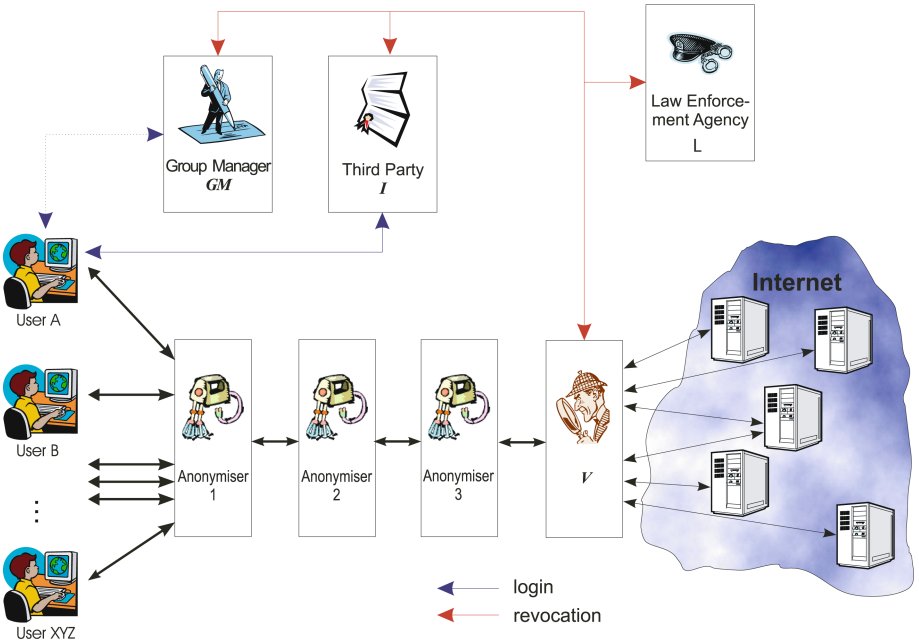 Law Enforce-
ment Agency
L
Group Manager
GM
Third Party
I
User A
Internet
User B
Anonymiser
1
Anonymiser
2
Anonymiser
3
V
...
User XYZ
login
revocation